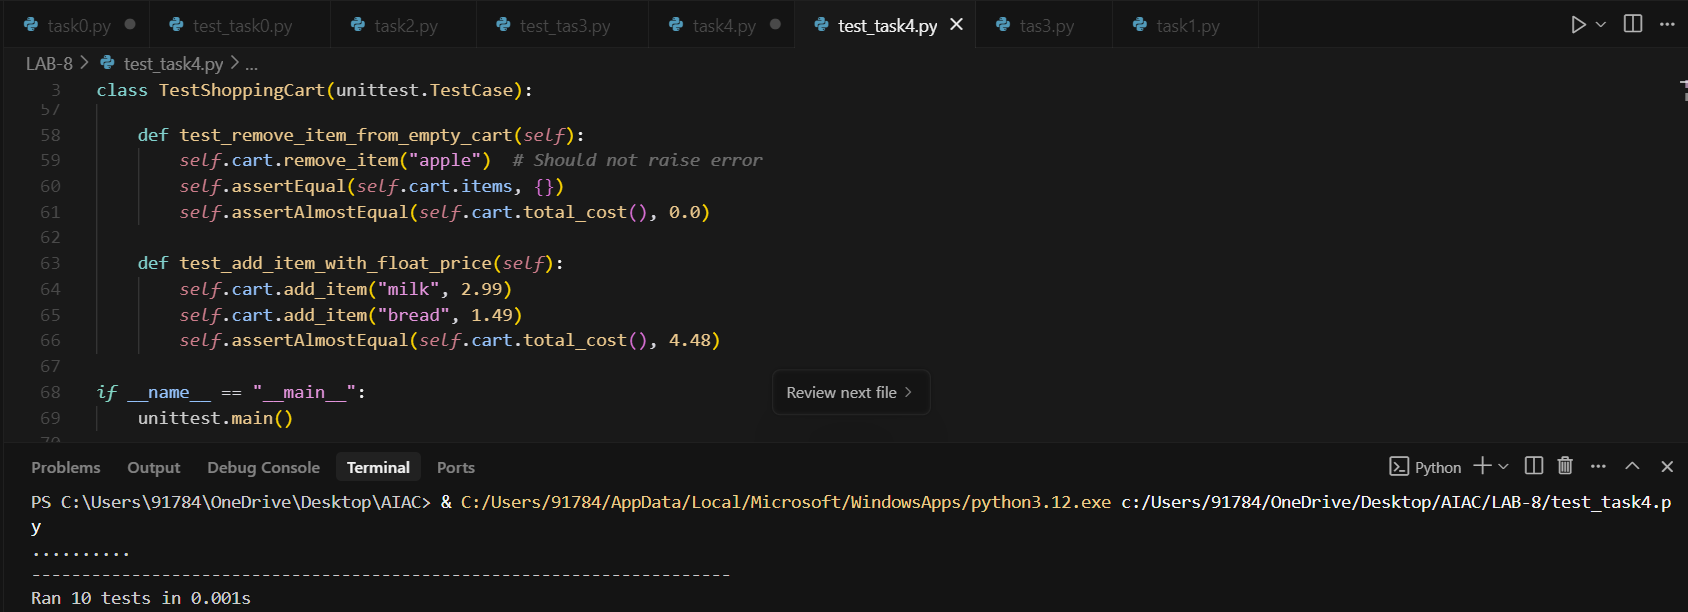 task0.py test_task0.py task2.py test_tas3.py task4.py test_task4.py tas3.py task1.py
LAB-8 > test_task4.py > ...
3 class TestShoppingCart(unittest.TestCase):
57
58 def test_remove_item_from_empty_cart(self):
59 self.cart.remove_item("apple") # Should not raise error
60 self.assertEqual(self.cart.items, {})
61 self.assertAlmostEqual(self.cart.total_cost(), 0.0)
62
63 def test_add_item_with_float_price(self):
64 self.cart.add_item("milk", 2.99)
65 self.cart.add_item("bread", 1.49)
66 self.assertAlmostEqual(self.cart.total_cost(), 4.48)
67
68 if __name__ == "__main__":
Review next file >
69 unittest.main()
70
Problems Output Debug Console Terminal Ports Python
PS C:\Users\91784\OneDrive\Desktop\AIAC> & C:/Users/91784/AppData/Local/Microsoft/WindowsApps/python3.12.exe c:/Users/91784/OneDrive/Desktop/AIAC/LAB-8/test_task4.p
y
..........
----------------------------------------------------------------------
Ran 10 tests in 0.001s